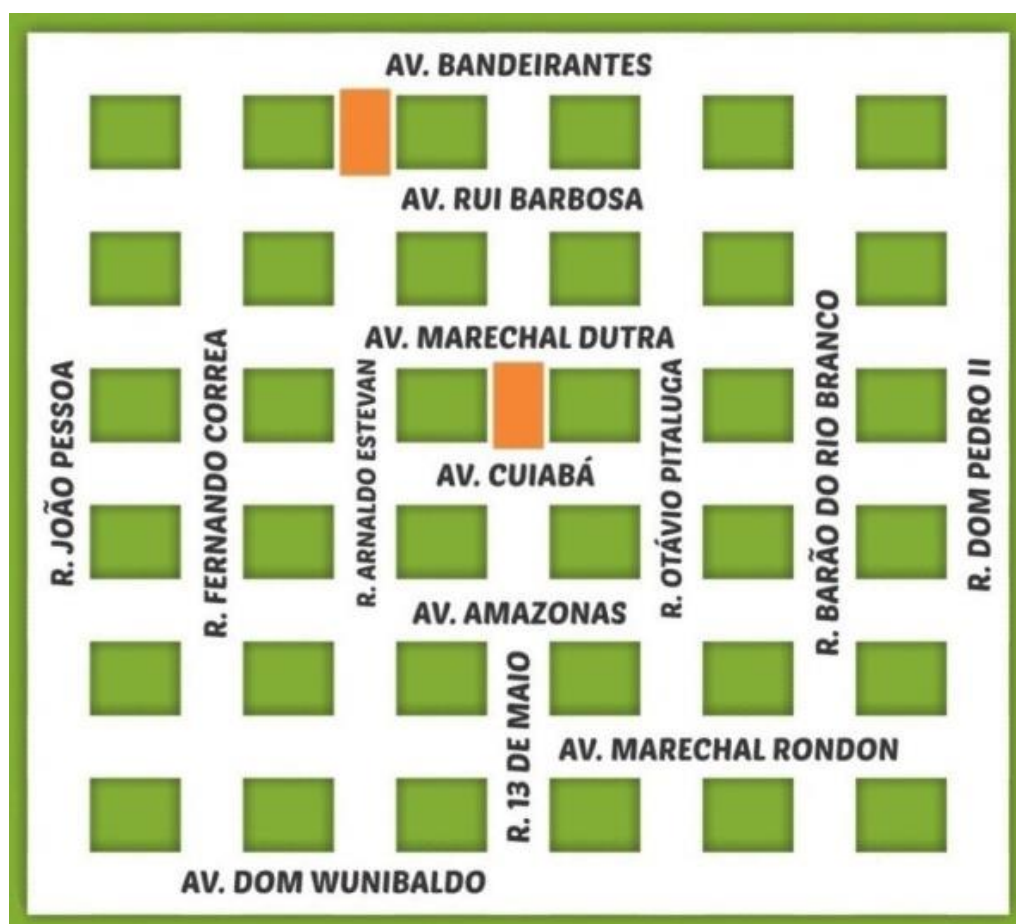 AV. BANDEIRANTES
AV. RUI BARBOSA
AV. MARECHAL DUTRA
R. JOÃO PESSOA
R. FERNANDO CORREA
R. ARNALDO ESTEVAN
R. OTÁVIO PITALUGA
R. BARÃO DO RIO BRANCO
R. DOM PEDRO II
AV. CUIABÁ
AV. AMAZONAS
R. 13 DE MAIO
AV. MARECHAL RONDON
AV. DOM WUNIBALDO